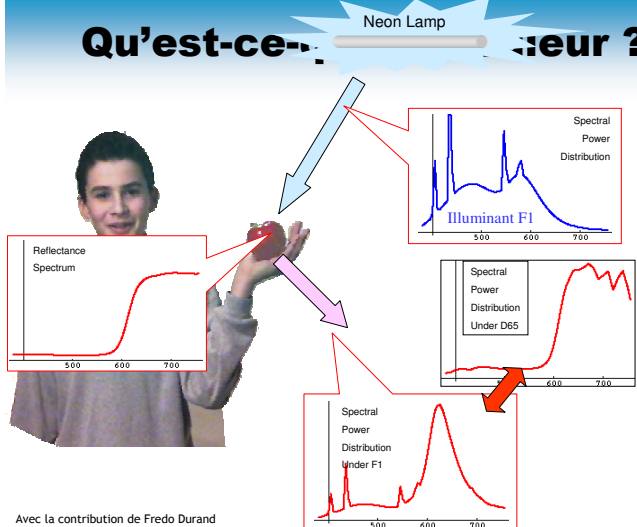 Neon Lamp
Qu'est-ce- eur ?
Spectral
Power
Distribution
Illuminant F1
500 600 700
Reflectance
Spectrum
500 600 700
Spectral
Power
Distribution
Under D65
500 600 700
Spectral
Power
Distribution
Under F1
500 600 700
Avec la contribution de Fredo Durand